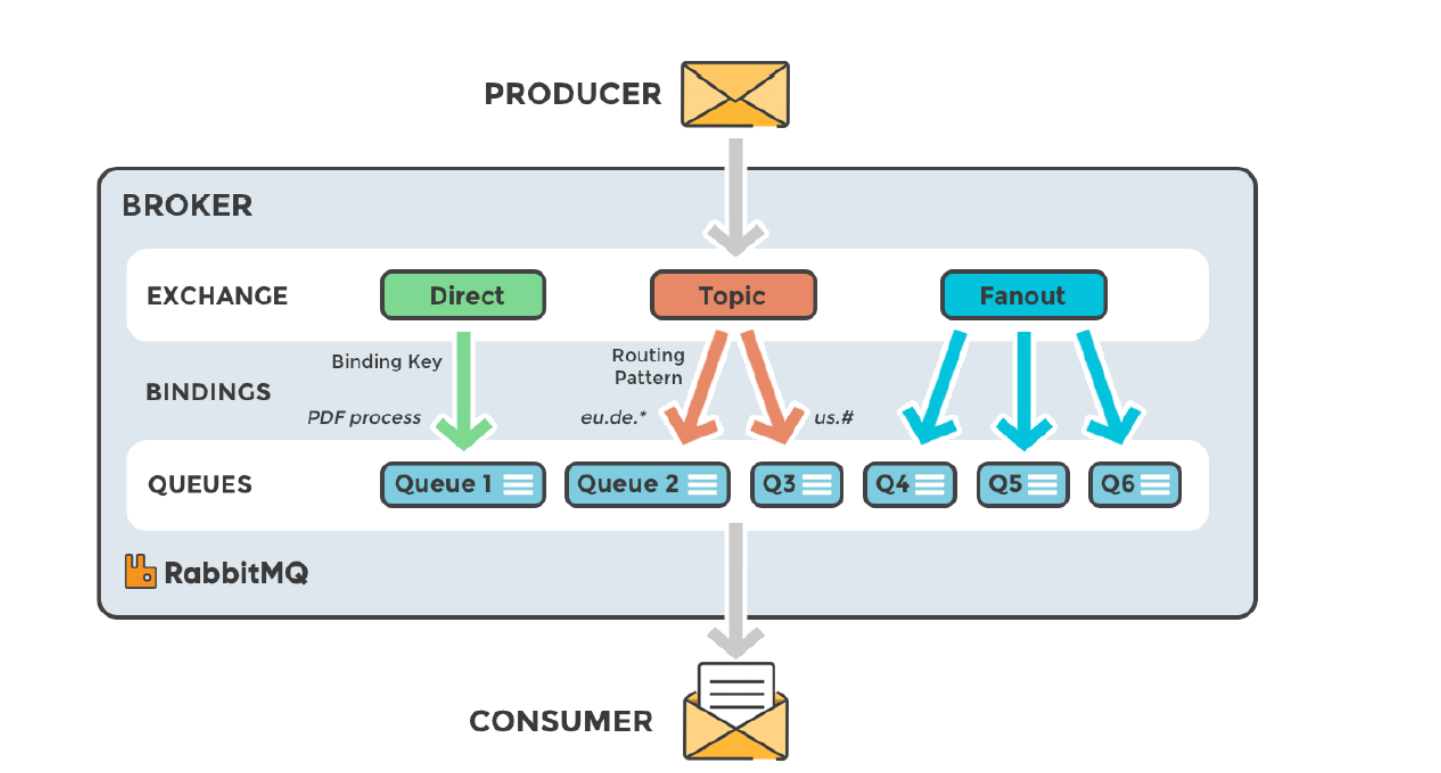 PRODUCER
BROKER
EXCHANGE
Direct
Topic
Fanout
Binding Key
Routing
Pattern
BINDINGS
PDF process
eu.de.*
us.#
QUEUES
Queue 1
Queue 2
Q3
Q4
Q5
Q6
RabbitMQ
CONSUMER